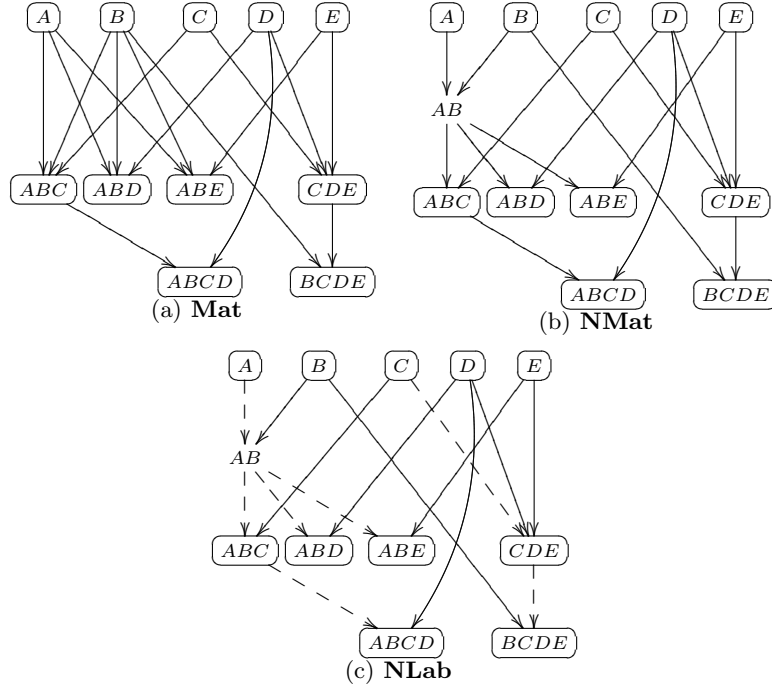 A B C D E
ABC ABD ABE CDE
ABCD BCDE
(a) Mat
A B C D E
AB
ABC ABD ABE CDE
ABCD BCDE
(b) NMat
A B C D E
AB
ABC ABD ABE CDE
ABCD BCDE
(c) NLab